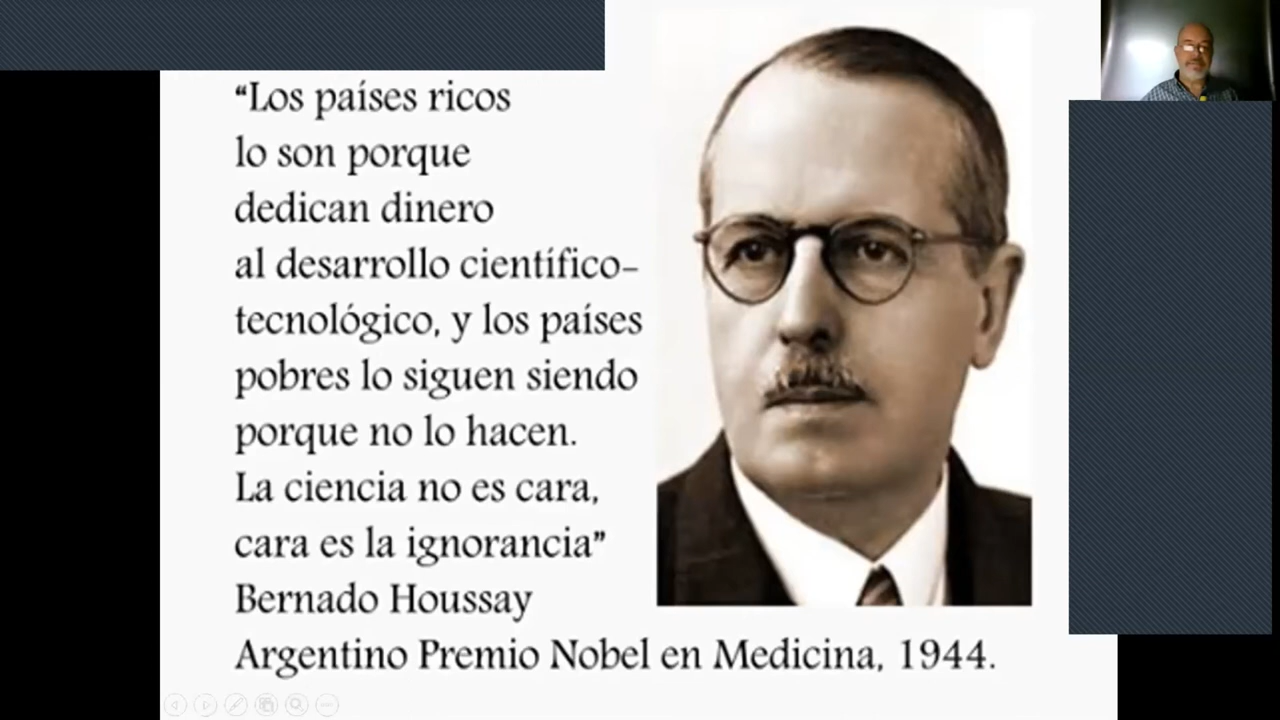 “Los países ricos
lo son porque
dedican dinero
al desarrollo científico–
tecnológico, y los países
pobres lo siguen siendo
porque no lo hacen.
La ciencia no es cara,
cara es la ignorancia”
Bernado Houssay
Argentino Premio Nobel en Medicina, 1944.